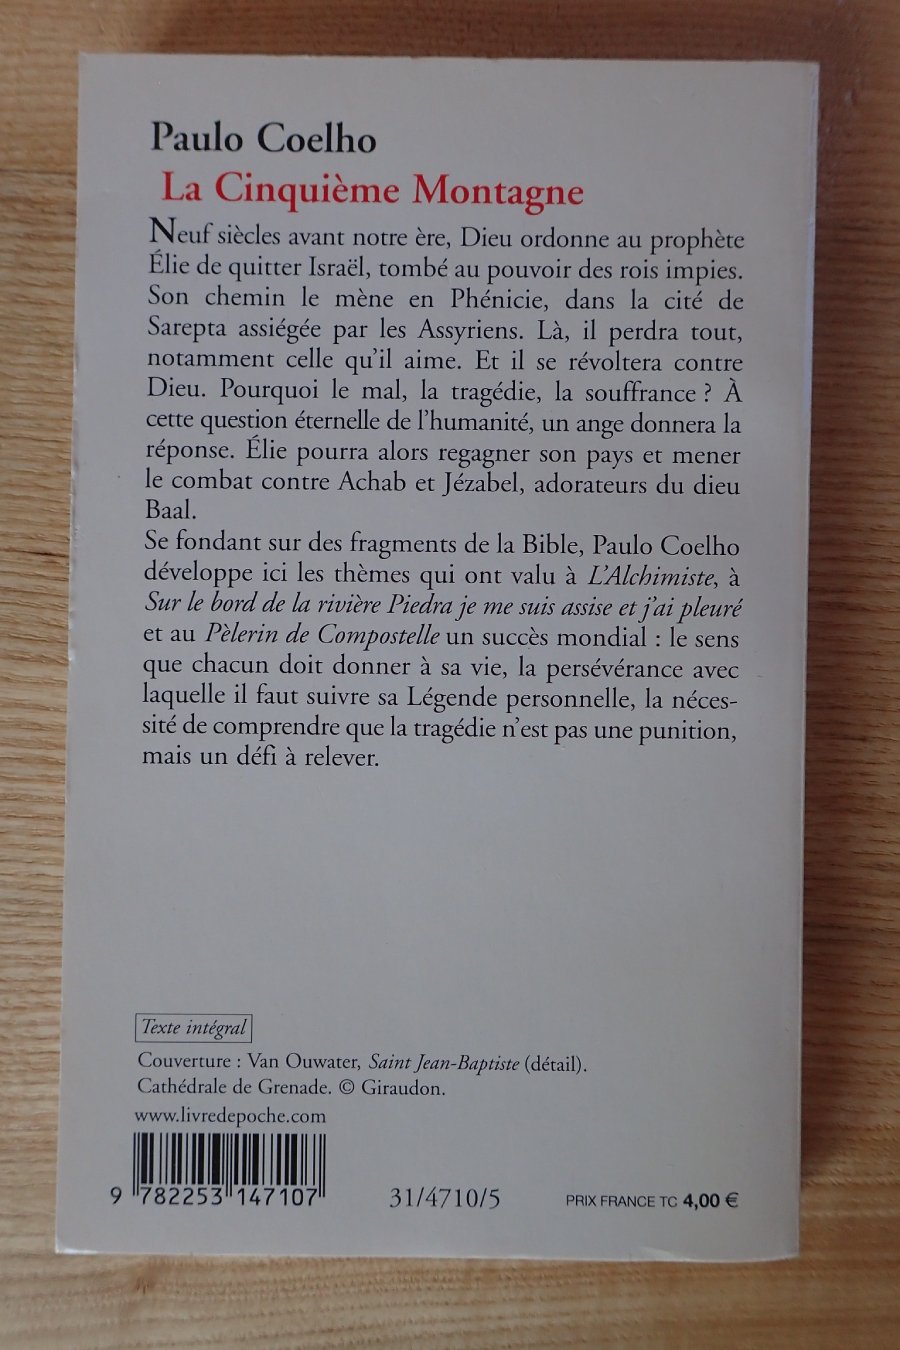 Paulo Coelho
La Cinquième Montagne
Neuf siècles avant notre ère, Dieu ordonne au prophète
Élie de quitter Israël, tombé au pouvoir des rois impies.
Son chemin le mène en Phénicie, dans la cité de
Sarepta assiégée par les Assyriens. Là, il perdra tout,
notamment celle qu'il aime. Et il se révoltera contre
Dieu. Pourquoi le mal, la tragédie, la souffrance ? À
cette question éternelle de l'humanité, un ange donnera la
réponse. Élie pourra alors regagner son pays et mener
le combat contre Achab et Jézabel, adorateurs du dieu
Baal.
Se fondant sur des fragments de la Bible, Paulo Coelho
développe ici les thèmes qui ont valu à L'Alchimiste, à
Sur le bord de la rivière Piedra je me suis assise et j'ai pleuré
et au Pèlerin de Compostelle un succès mondial : le sens
que chacun doit donner à sa vie, la persévérance avec
laquelle il faut suivre sa Légende personnelle, la néces-
sité de comprendre que la tragédie n'est pas une punition,
mais un défi à relever.
Texte intégral
Couverture : Van Ouwater, Saint Jean-Baptiste (détail).
Cathédrale de Grenade. © Giraudon.
www.livredepoche.com
9 782253 147107 31/4710/5 PRIX FRANCE TC 4,00 €